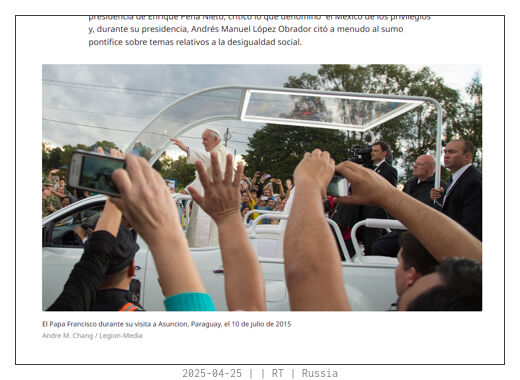 presidencia de Enrique Peña Nieto, criticó lo que denominó "el México de los privilegios"
y, durante su presidencia, Andrés Manuel López Obrador citó a menudo al sumo
pontífice sobre temas relativos a la desigualdad social.
El Papa Francisco durante su visita a Asuncion, Paraguay, el 10 de julio de 2015
Andre M. Chang / Legion-Media
2025-04-25 | | RT | Russia